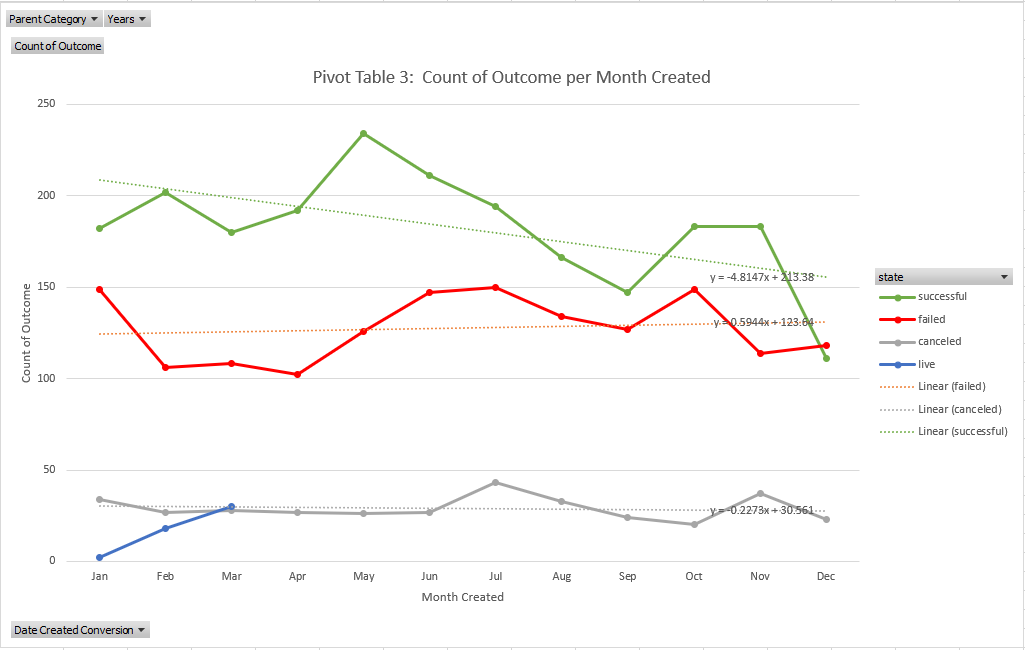 Parent Category Years
Count of Outcome
Pivot Table 3: Count of Outcome per Month Created
250
200
150
100
50
0
Count of Outcome
y = -4.8147x + 213.38
y = 0.5944x + 123.64
y = -0.2273x + 30.561
Jan Feb Mar Apr May Jun Jul Aug Sep Oct Nov Dec
Month Created
state
successful
failed
canceled
live
Linear (failed)
Linear (canceled)
Linear (successful)
Date Created Conversion